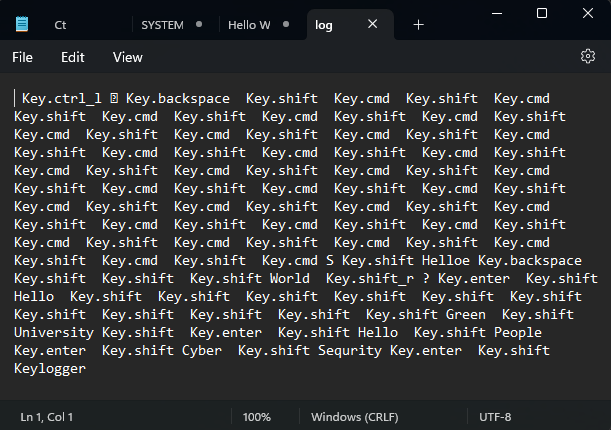 Ct SYSTEM Hello W log
File Edit View
Key.ctrl_l Key.backspace Key.shift Key.cmd Key.shift Key.cmd
Key.shift Key.cmd Key.shift Key.cmd Key.shift Key.cmd Key.shift
Key.cmd Key.shift Key.cmd Key.shift Key.cmd Key.shift Key.cmd
Key.shift Key.cmd Key.shift Key.cmd Key.shift Key.cmd Key.shift
Key.cmd Key.shift Key.cmd Key.shift Key.cmd Key.shift Key.cmd
Key.shift Key.cmd Key.shift Key.cmd Key.shift Key.cmd Key.shift
Key.cmd Key.shift Key.cmd Key.shift Key.cmd Key.shift Key.cmd
Key.shift Key.cmd Key.shift Key.cmd Key.shift Key.cmd Key.shift
Key.cmd Key.shift Key.cmd Key.shift Key.cmd Key.shift Key.cmd
Key.shift Key.cmd Key.shift Key.cmd S Key.shift Helloe Key.backspace
Key.shift Key.shift Key.shift World Key.shift_r ? Key.enter Key.shift
Hello Key.shift Key.shift Key.shift Key.shift Key.shift Key.shift
Key.shift Key.shift Key.shift Key.shift Key.shift Green Key.shift
University Key.shift Key.enter Key.shift Hello Key.shift People
Key.enter Key.shift Cyber Key.shift Sequrity Key.enter Key.shift
Keylogger
Ln 1, Col 1 100% Windows (CRLF) UTF-8